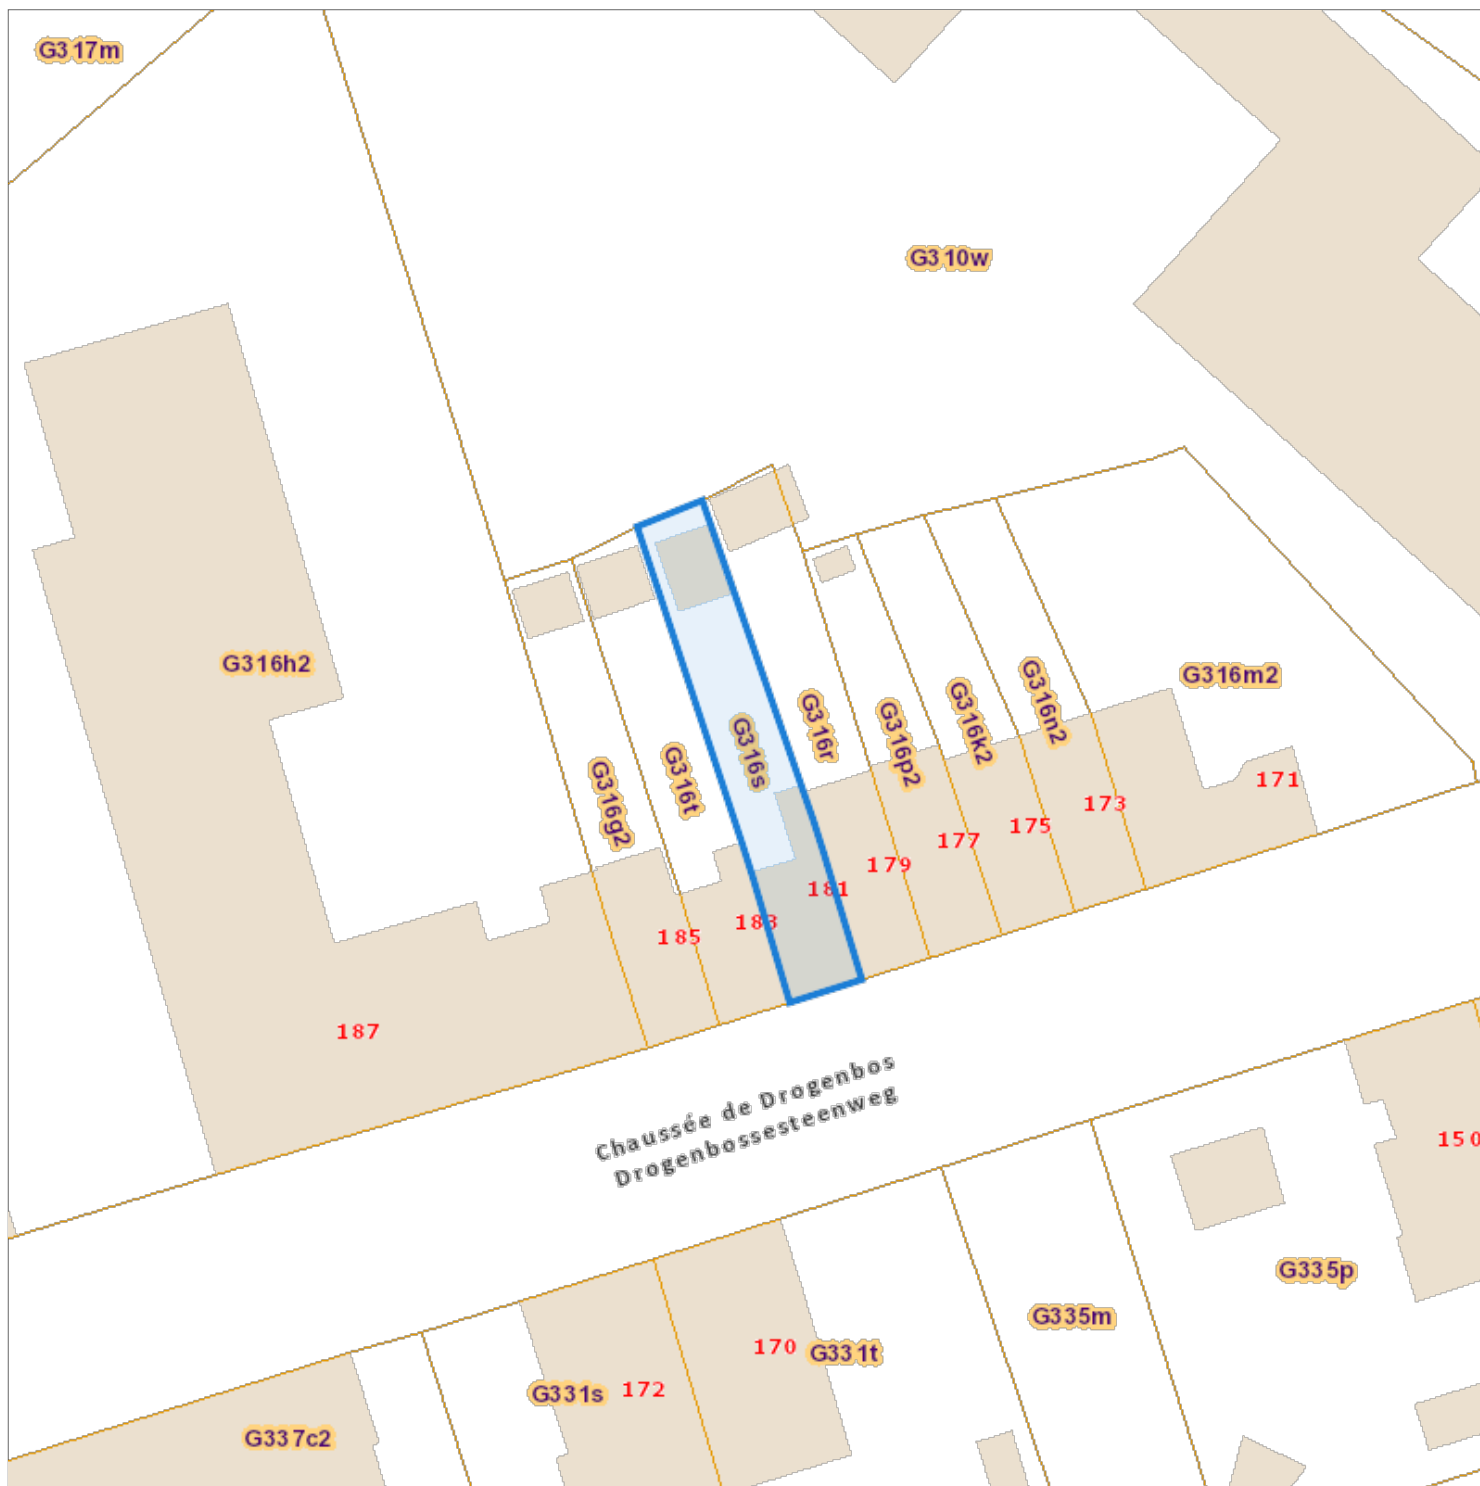 G317m
G310w
G316h2
G316m2
G316n2
G316k2
G316p2
G316r
G316s
G316t
G316g2
171
173
175
177
179
181
183
185
187
Chaussée de Drogenbos
Drogenbossesteenweg
150
G335p
G335m
170
G331t
172
G331s
G337c2